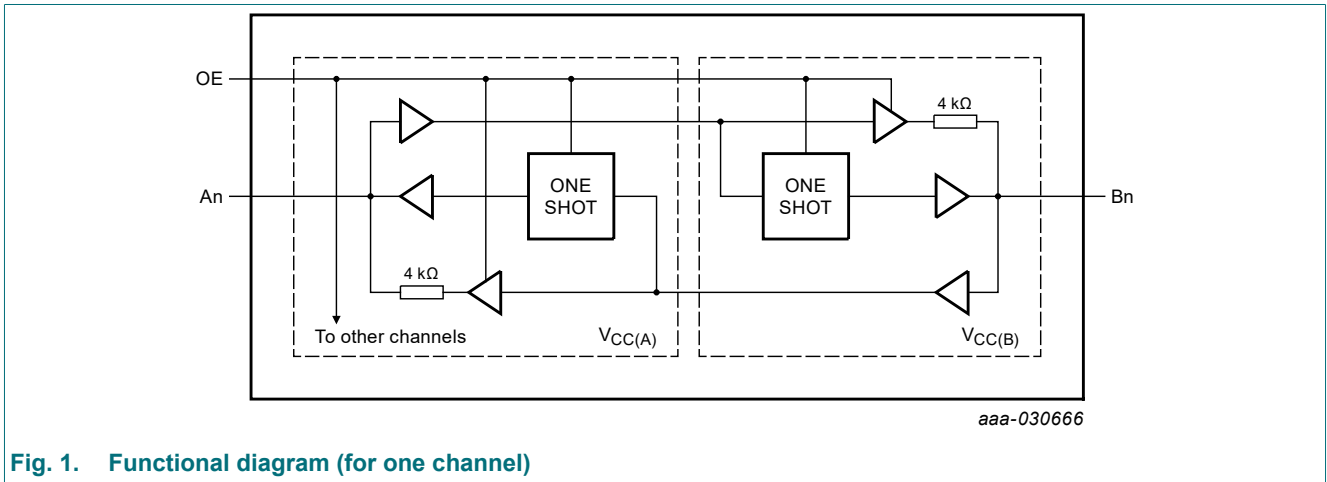 OE
4 kΩ
An
ONE
SHOT
ONE
SHOT
Bn
4 kΩ
To other channels
VCC(A)
VCC(B)
aaa-030666
Fig. 1. Functional diagram (for one channel)